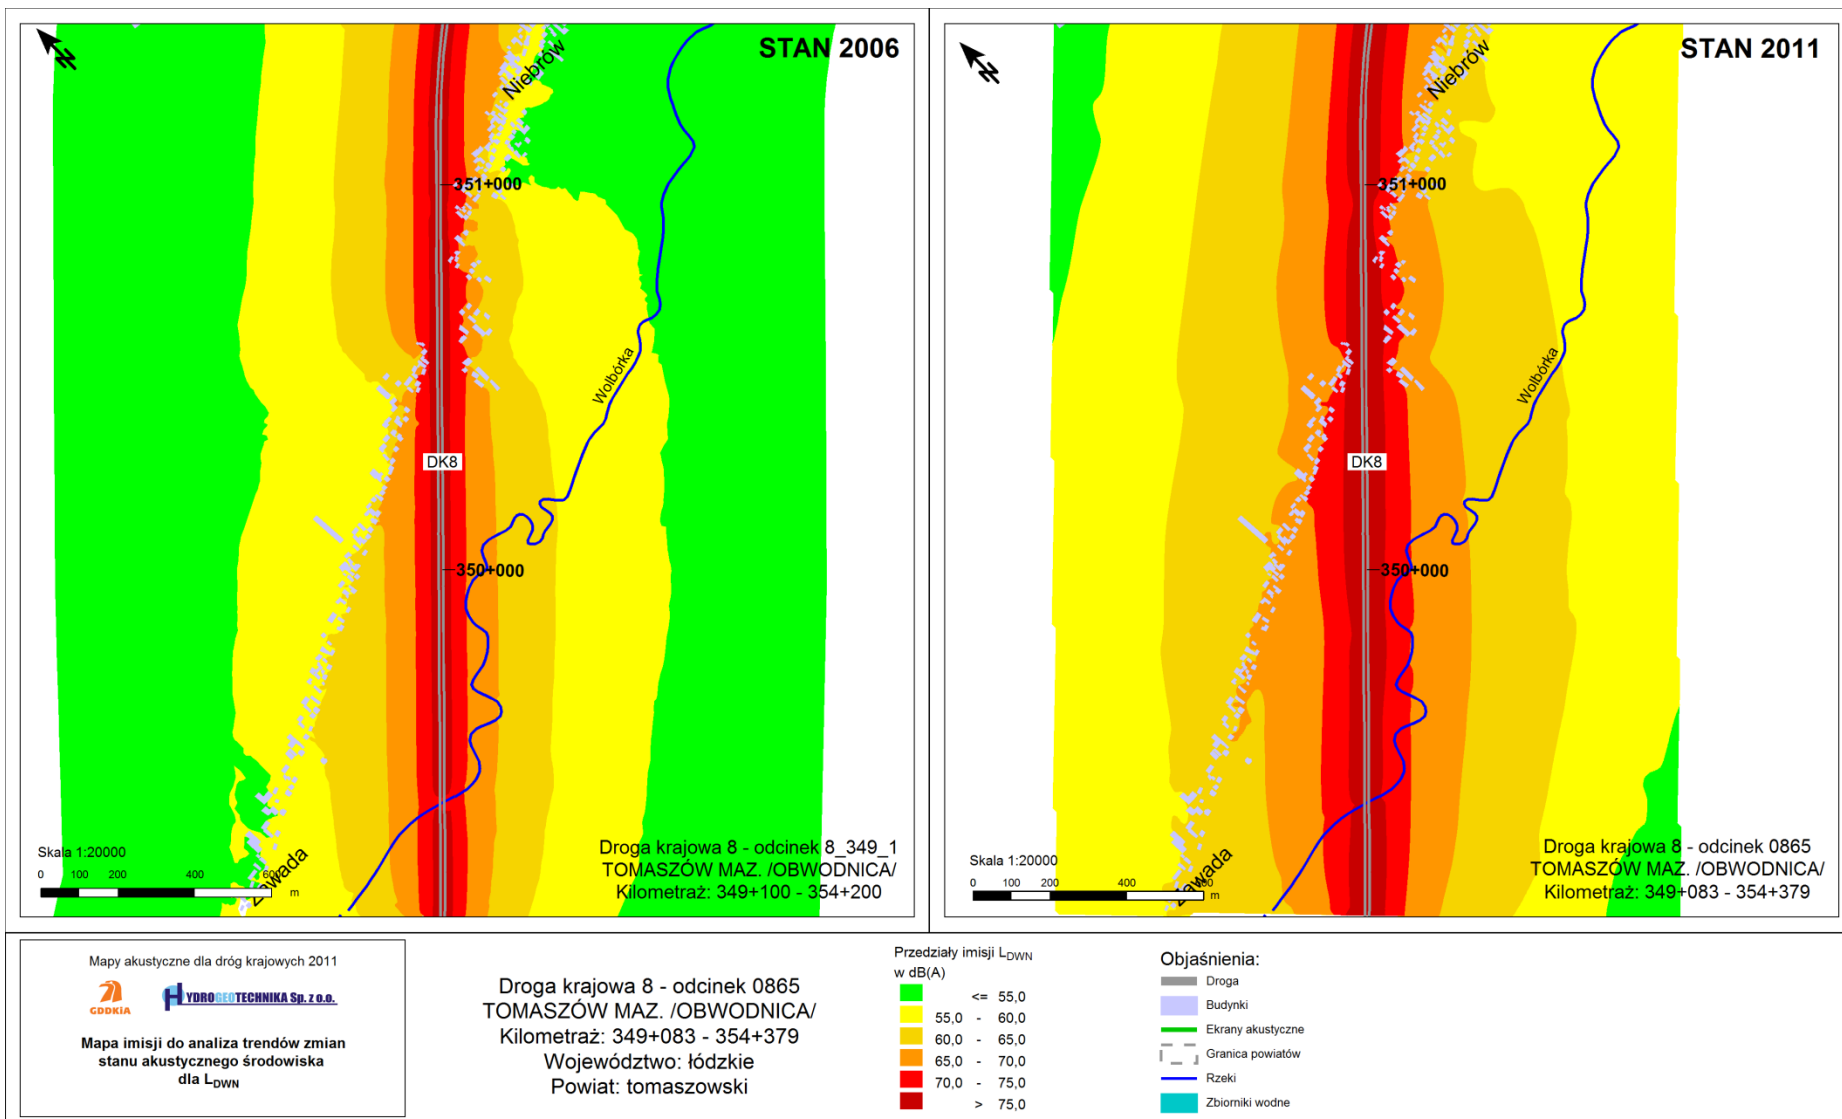 N
STAN 2006
Niebrów
351+000
Wolbórka
DK8
350+000
Zawada
Skala 1:20000
0 100 200 400 600
m
Droga krajowa 8 - odcinek 8_349_1
TOMASZÓW MAZ. /OBWODNICA/
Kilometraż: 349+100 - 354+200
N
STAN 2011
Niebrów
351+000
Wolbórka
DK8
350+000
Zawada
Skala 1:20000
0 100 200 400 600
m
Droga krajowa 8 - odcinek 0865
TOMASZÓW MAZ. /OBWODNICA/
Kilometraż: 349+083 - 354+379
Mapy akustyczne dla dróg krajowych 2011
GDDKiA
HYDROGEOTECHNIKA Sp. z o.o.
Mapa imisji do analiza trendów zmian
stanu akustycznego środowiska
dla LDWN
Droga krajowa 8 - odcinek 0865
TOMASZÓW MAZ. /OBWODNICA/
Kilometraż: 349+083 - 354+379
Województwo: łódzkie
Powiat: tomaszowski
Przedziały imisji LDWN
w dB(A)
<= 55,0
55,0 - 60,0
60,0 - 65,0
65,0 - 70,0
70,0 - 75,0
> 75,0
Objaśnienia:
Droga
Budynki
Ekrany akustyczne
Granica powiatów
Rzeki
Zbiorniki wodne